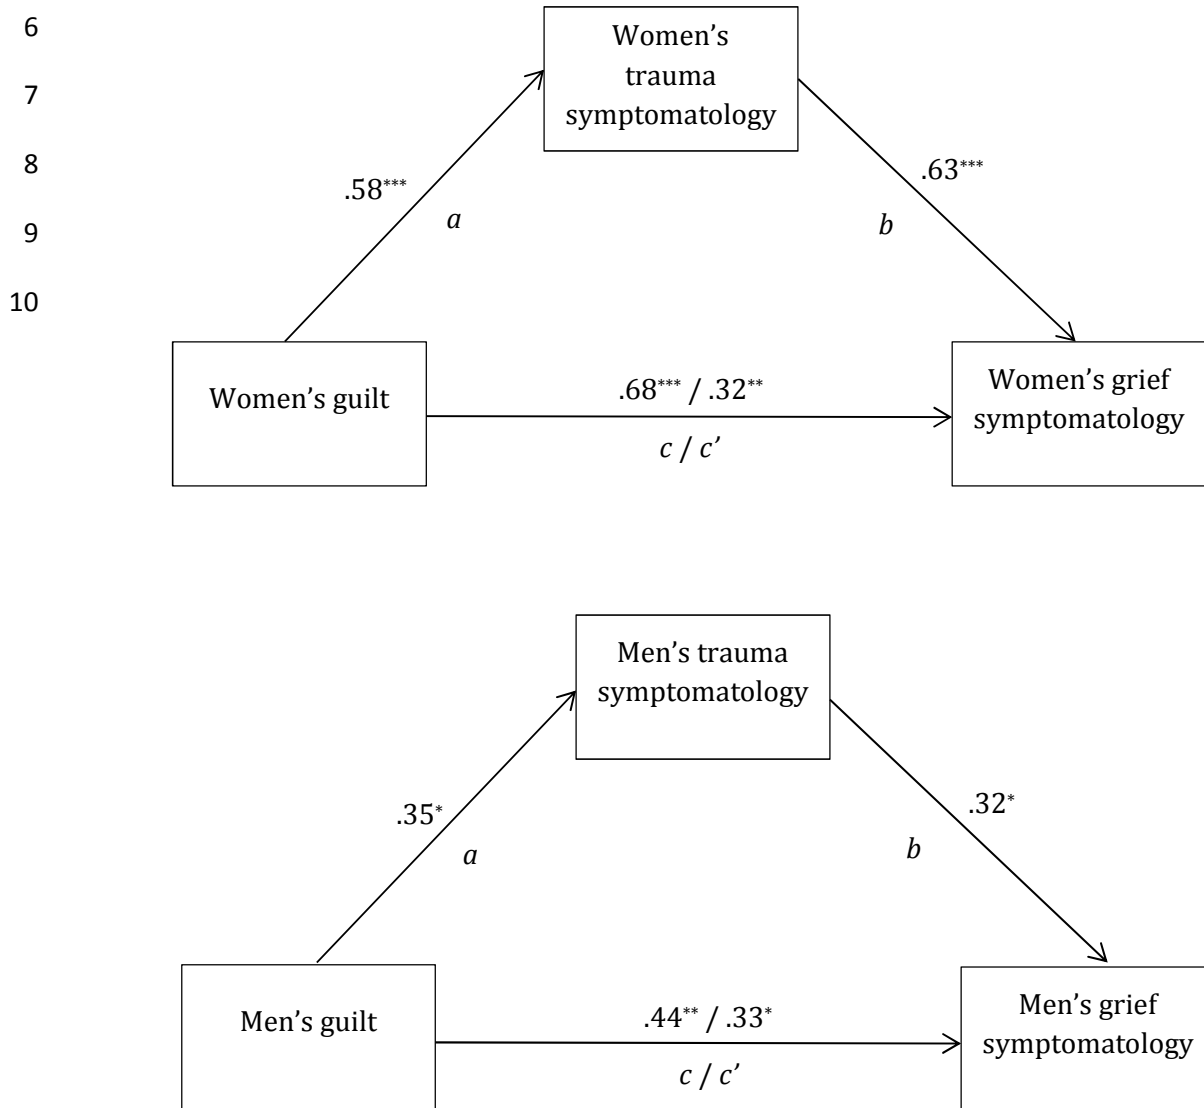 6
Women’s
trauma
symptomatology
7
8
.58***
.63***
9
a
b
10
Women’s guilt
.68*** / .32**
c / c’
Women’s grief
symptomatology
Men’s trauma
symptomatology
.35*
.32*
a
b
Men’s guilt
.44** / .33*
c / c’
Men’s grief
symptomatology